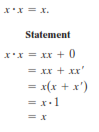 x·x = x.
Statement
x·x = xx + 0
= xx + xx'
= x(x + x')
= x·1
= x